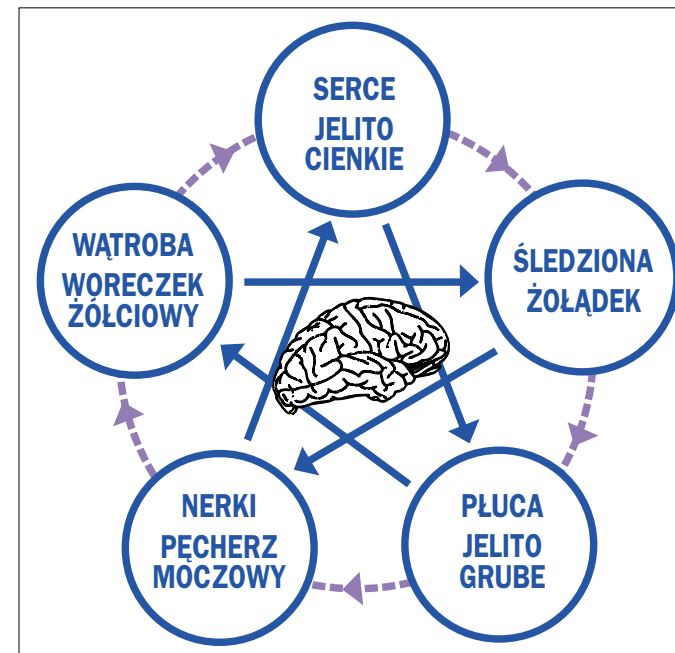 SERCE
JELITO
CIENKIE
WĄTROBA
WORECZEK
ŻÓŁCIOWY
ŚLEDZIONA
ŻOŁĄDEK
NERKI
PĘCHERZ
MOCZOWY
PŁUCA
JELITO
GRUBE